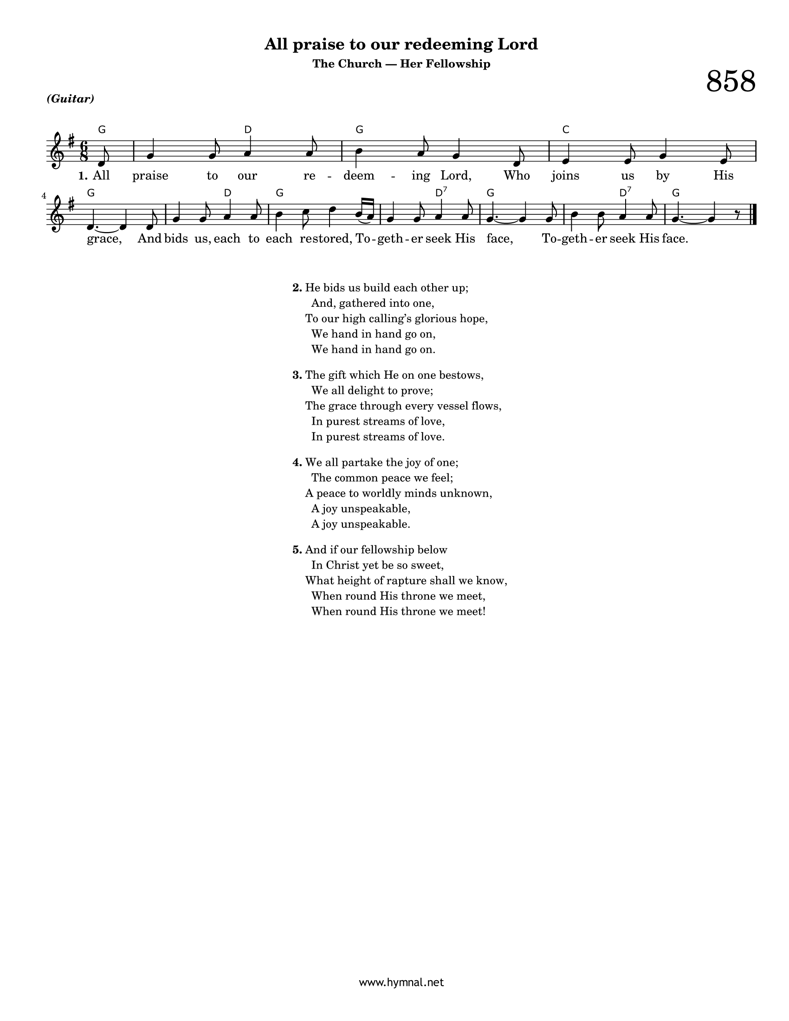 All praise to our redeeming Lord
The Church — Her Fellowship
858
(Guitar)
G D G C
6
8
1. All praise to our re - deem - ing Lord, Who joins us by His
4
G D G D7 G D7 G
grace, And bids us, each to each restored, To - geth - er seek His face, To-geth - er seek His face.
2. He bids us build each other up;
And, gathered into one,
To our high calling’s glorious hope,
We hand in hand go on,
We hand in hand go on.
3. The gift which He on one bestows,
We all delight to prove;
The grace through every vessel flows,
In purest streams of love,
In purest streams of love.
4. We all partake the joy of one;
The common peace we feel;
A peace to worldly minds unknown,
A joy unspeakable,
A joy unspeakable.
5. And if our fellowship below
In Christ yet be so sweet,
What height of rapture shall we know,
When round His throne we meet,
When round His throne we meet!
www.hymnal.net